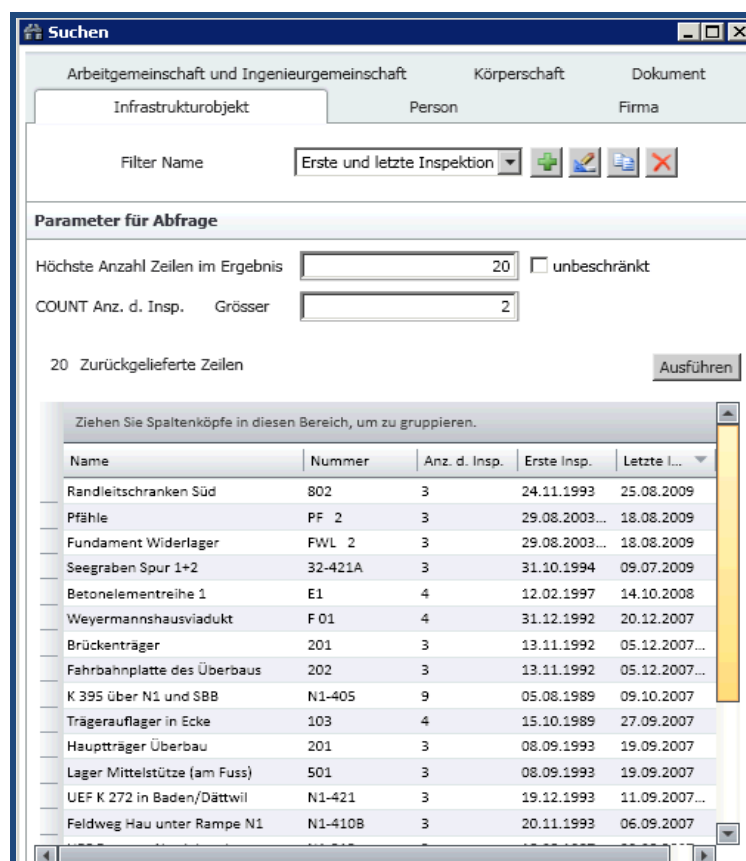 Suchen
Arbeitgemeinschaft und Ingenieurgemeinschaft Körperschaft Dokument
Infrastrukturobjekt Person Firma
Filter Name Erste und letzte Inspektion
Parameter für Abfrage
Höchste Anzahl Zeilen im Ergebnis 20 unbeschränkt
COUNT Anz. d. Insp. Grösser 2
20 Zurückgelieferte Zeilen Ausführen
Ziehen Sie Spaltenköpfe in diesen Bereich, um zu gruppieren.
Name Nummer Anz. d. Insp. Erste Insp. Letzte I...
Randleitschranken Süd 802 3 24.11.1993 25.08.2009
Pfähle PF 2 3 29.08.2003... 18.08.2009
Fundament Widerlager FWL 2 3 29.08.2003... 18.08.2009
Seegraben Spur 1+2 32-421A 3 31.10.1994 09.07.2009
Betonelementreihe 1 E1 4 12.02.1997 14.10.2008
Weyermannshausviadukt F 01 4 31.12.1992 20.12.2007
Brückenträger 201 3 13.11.1992 05.12.2007...
Fahrbahnplatte des Überbaus 202 3 13.11.1992 05.12.2007...
K 395 über N1 und SBB N1-405 9 05.08.1989 09.10.2007
Trägerauflager in Ecke 103 4 15.10.1989 27.09.2007
Hauptträger Überbau 201 3 08.09.1993 19.09.2007
Lager Mittelstütze (am Fuss) 501 3 08.09.1993 19.09.2007
UEF K 272 in Baden/Dättwil N1-421 3 19.12.1993 11.09.2007...
Feldweg Hau unter Rampe N1 N1-410B 3 20.11.1993 06.09.2007